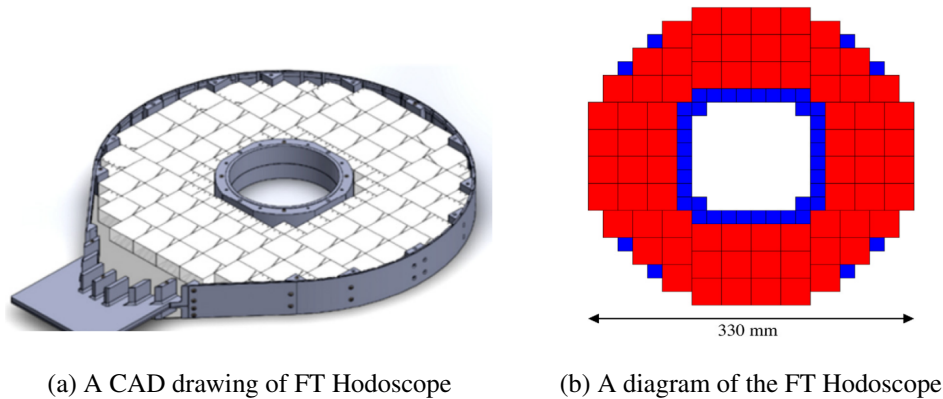 330 mm
(a) A CAD drawing of FT Hodoscope
(b) A diagram of the FT Hodoscope